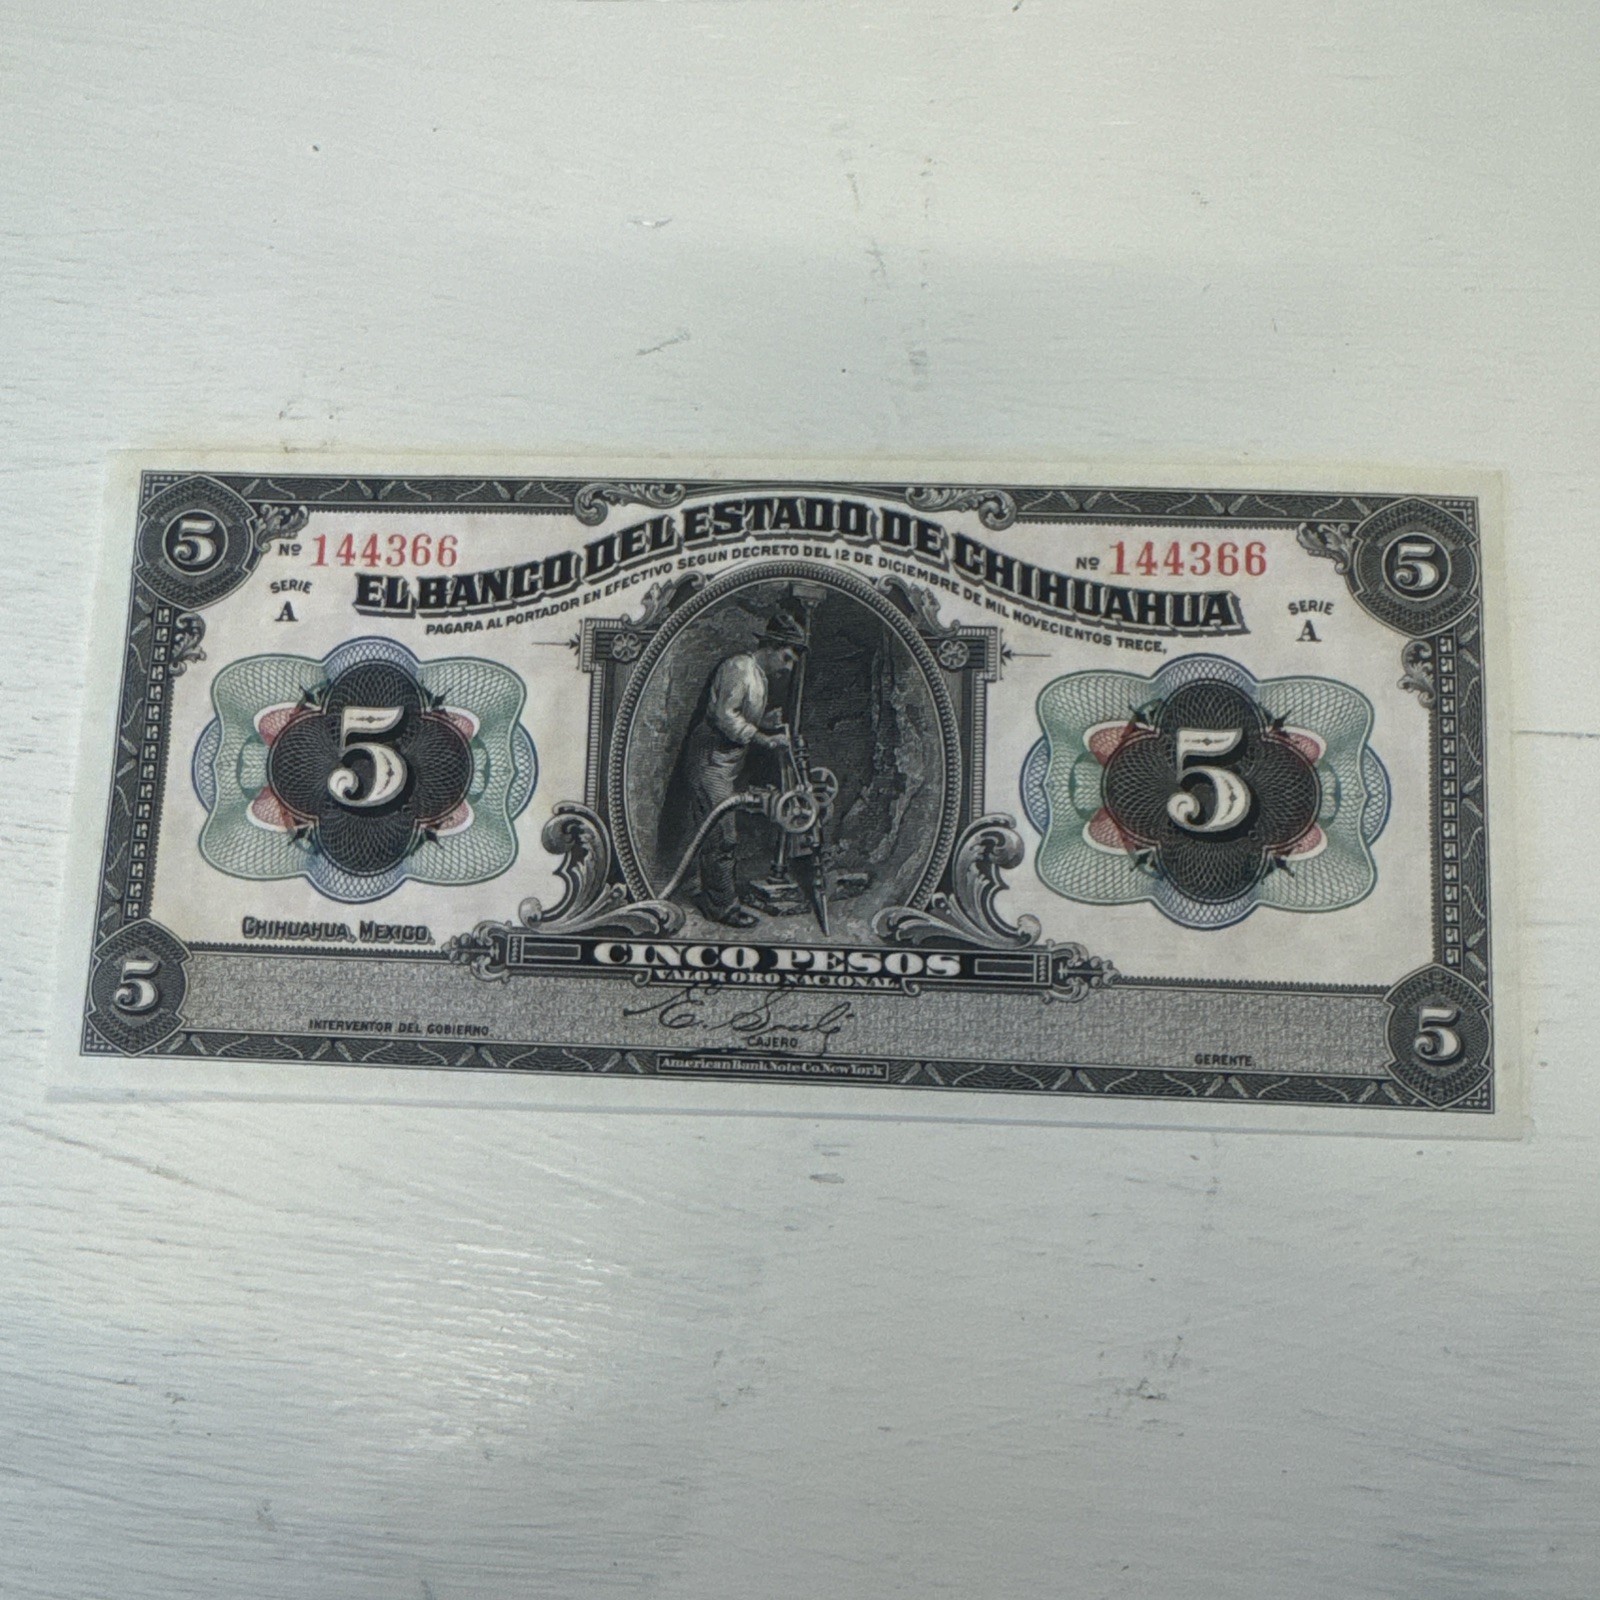 5 5
Nº 144366 Nº 144366
SERIE SERIE
A A
EL BANCO DEL ESTADO DE CHIHUAHUA
PAGARA AL PORTADOR EN EFECTIVO SEGUN DECRETO DEL 12 DE DICIEMBRE DE MIL NOVECIENTOS TRECE,
5 5
CHIHUAHUA, MEXICO,
CINCO PESOS
VALOR ORO NACIONAL
5 5
INTERVENTOR DEL GOBIERNO
CAJERO
GERENTE
American Bank Note Co. New York